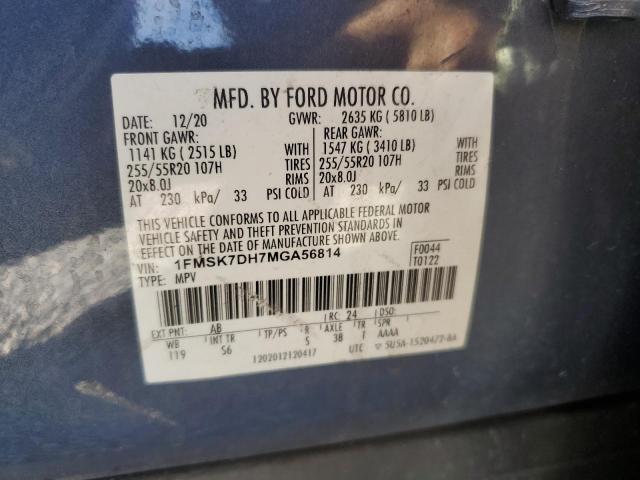 MFD. BY FORD MOTOR CO.
DATE: 12/20 GVWR: 2635 KG ( 5810 LB)
FRONT GAWR: REAR GAWR:
1141 KG ( 2515 LB) 1547 KG ( 3410 LB)
255/55R20 107H TIRES 255/55R20 107H TIRES
20x8.0J RIMS 20x8.0J RIMS
AT 230 kPa/ 33 PSI COLD AT 230 kPa/ 33 PSI COLD
THIS VEHICLE CONFORMS TO ALL APPLICABLE FEDERAL MOTOR
VEHICLE SAFETY AND THEFT PREVENTION STANDARDS IN
EFFECT ON THE DATE OF MANUFACTURE SHOWN ABOVE.
VIN: 1FMSK7DH7MGA56814 F0044
TYPE: MPV T0122
EXT PNT: AB RC: 24 DSO:
WB INT TR TP/PS R AXLE TR SPR
119 S6 S 38 T AAAA
1202012120417 UTC 5U5A-1520472-BA